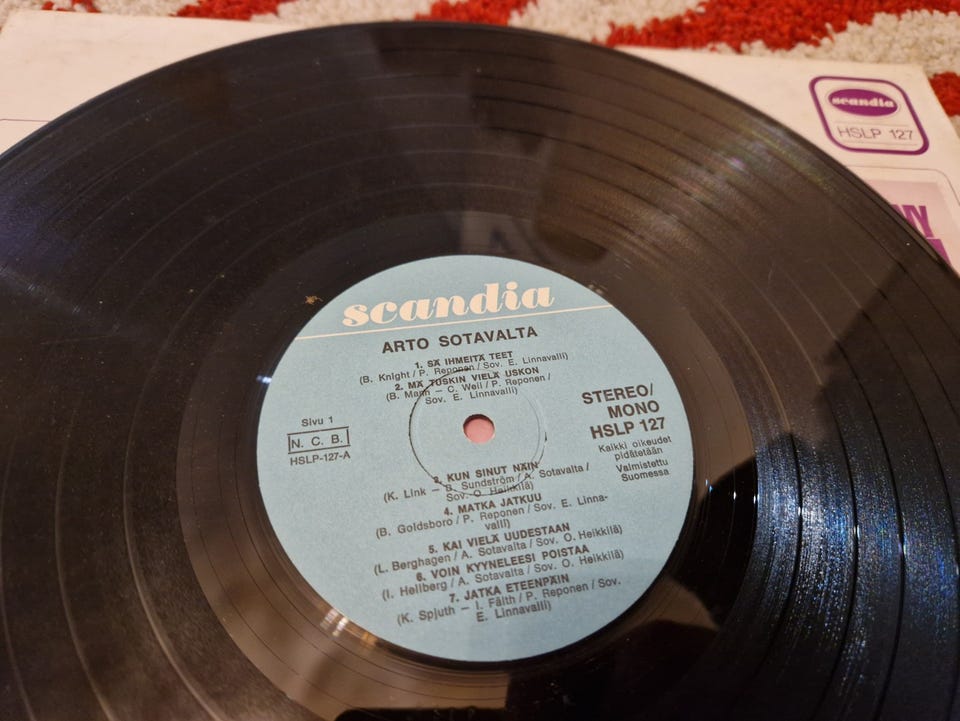 scandia
HSLP 127
scandia
ARTO SOTAVALTA
1. SÄ IHMEITÄ TEET
(B. Knight / P. Reponen / Sov. E. Linnavalli)
2. MÄ TUSKIN VIELÄ USKON
(B. Mann – C. Weil / P. Reponen /
Sov. E. Linnavalli)
Sivu 1
N. C. B.
HSLP-127-A
STEREO/
MONO
HSLP 127
Kaikki oikeudet
pidätetään
Valmistettu
Suomessa
3. KUN SINUT NÄIN
(K. Link – B. Sundström / A. Sotavalta /
Sov. O. Heikkilä)
4. MATKA JATKUU
(B. Goldsboro / P. Reponen / Sov. E. Linna-
valli)
5. KAI VIELÄ UUDESTAAN
(L. Berghagen / A. Sotavalta / Sov. O. Heikkilä)
6. VOIN KYYNELEESI POISTAA
(I. Hellberg / A. Sotavalta / Sov. O. Heikkilä)
7. JATKA ETEENPÄIN
(K. Spjuth – I. Fälth / P. Reponen / Sov.
E. Linnavalli)